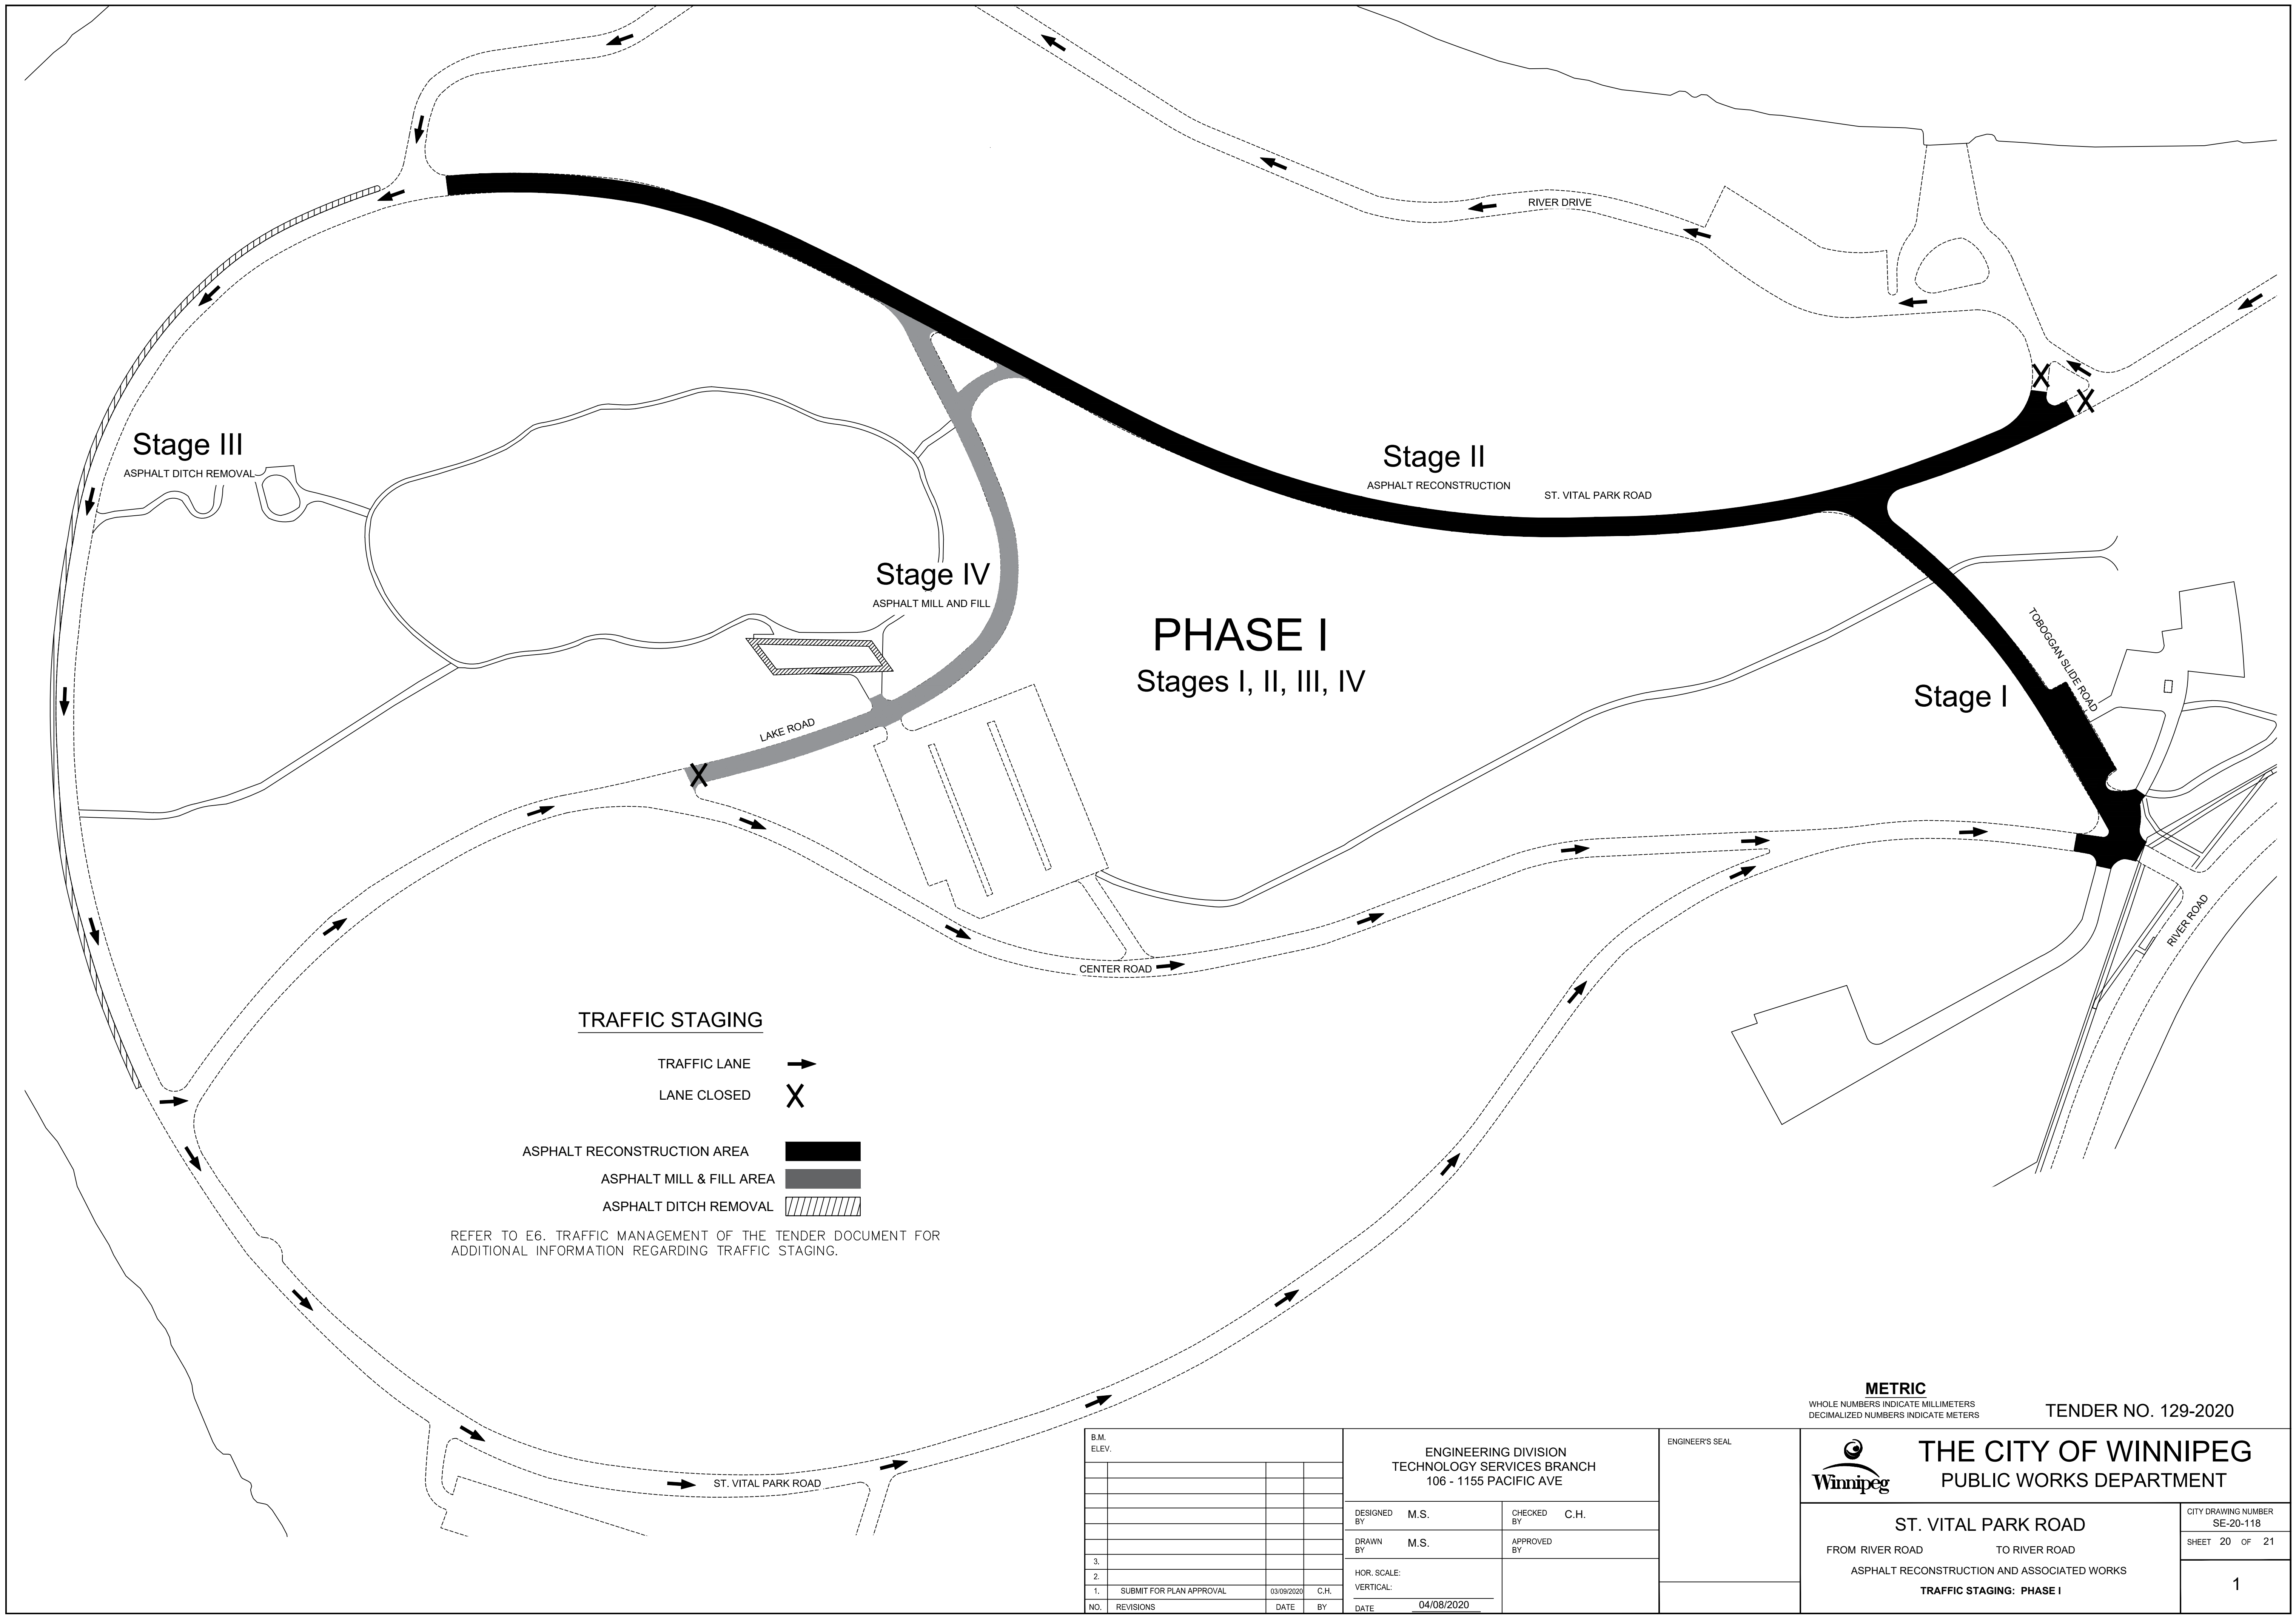 RIVER DRIVE
Stage III
ASPHALT DITCH REMOVAL
Stage II
ASPHALT RECONSTRUCTION
ST. VITAL PARK ROAD
Stage IV
ASPHALT MILL AND FILL
PHASE I
Stages I, II, III, IV
TOBOGGAN SLIDE ROAD
Stage I
LAKE ROAD
RIVER ROAD
CENTER ROAD
TRAFFIC STAGING
TRAFFIC LANE
LANE CLOSED X
ASPHALT RECONSTRUCTION AREA
ASPHALT MILL & FILL AREA
ASPHALT DITCH REMOVAL
REFER TO E6. TRAFFIC MANAGEMENT OF THE TENDER DOCUMENT FOR
ADDITIONAL INFORMATION REGARDING TRAFFIC STAGING.
ST. VITAL PARK ROAD
METRIC
WHOLE NUMBERS INDICATE MILLIMETERS
DECIMALIZED NUMBERS INDICATE METERS
TENDER NO. 129-2020
B.M.
ELEV.
3.
2.
1. SUBMIT FOR PLAN APPROVAL 03/09/2020 C.H.
NO. REVISIONS DATE BY
ENGINEERING DIVISION
TECHNOLOGY SERVICES BRANCH
106 - 1155 PACIFIC AVE
DESIGNED BY M.S.
CHECKED BY C.H.
DRAWN BY M.S.
APPROVED BY
HOR. SCALE:
VERTICAL:
DATE 04/08/2020
ENGINEER'S SEAL
Winnipeg
THE CITY OF WINNIPEG
PUBLIC WORKS DEPARTMENT
ST. VITAL PARK ROAD
FROM RIVER ROAD TO RIVER ROAD
ASPHALT RECONSTRUCTION AND ASSOCIATED WORKS
TRAFFIC STAGING: PHASE I
CITY DRAWING NUMBER
SE-20-118
SHEET 20 OF 21
1